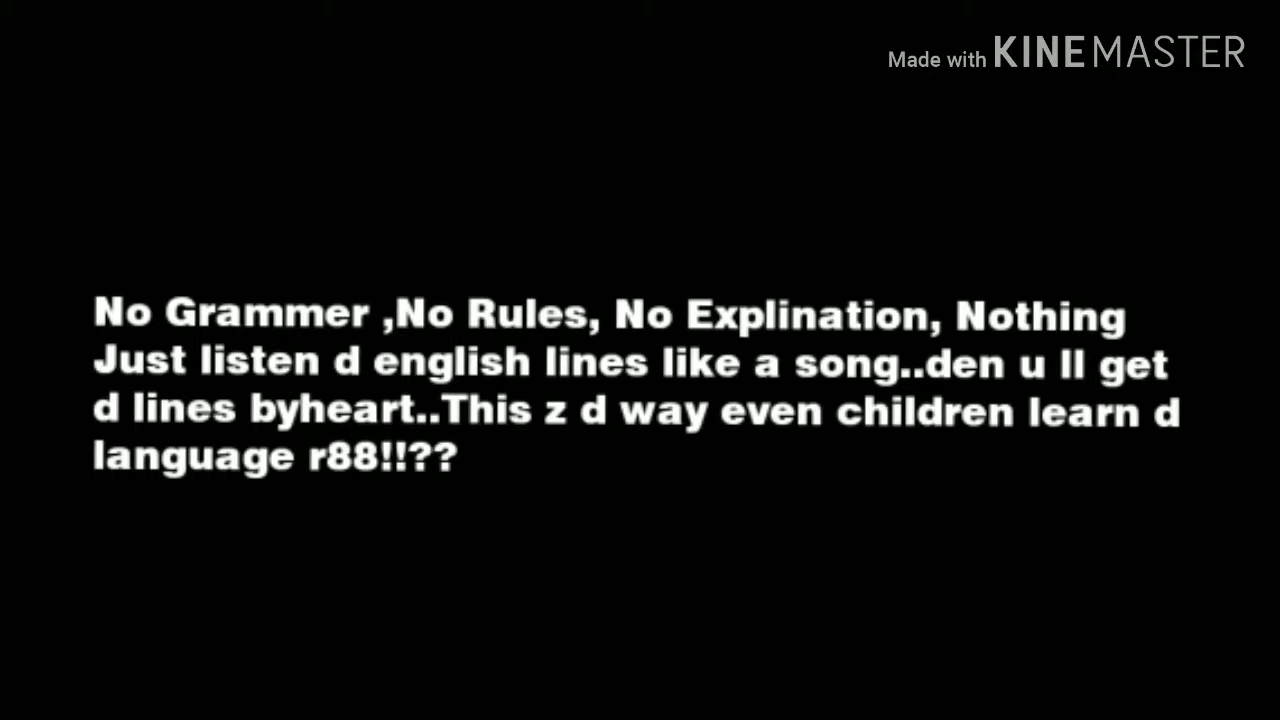 Made with KINEMASTER
No Grammer ,No Rules, No Explination, Nothing
Just listen d english lines like a song..den u ll get
d lines byheart..This z d way even children learn d
language r88!!??